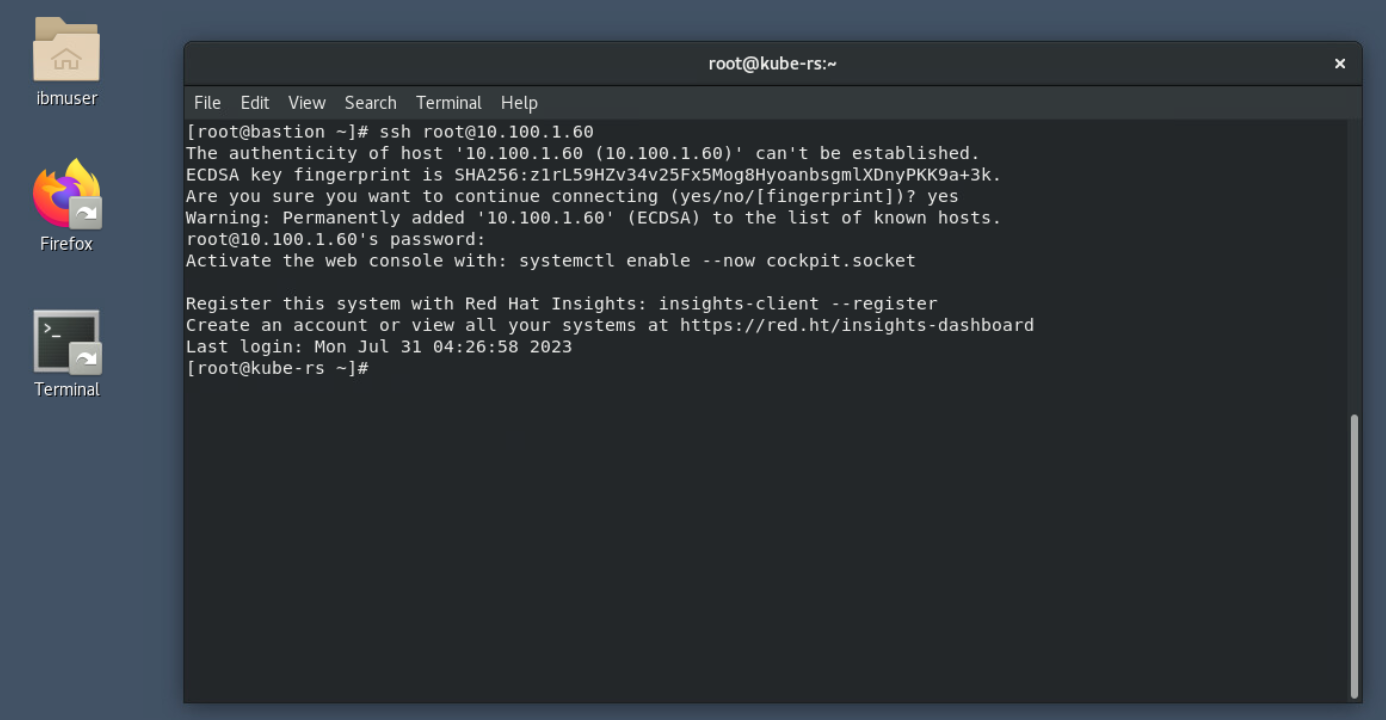 ibmuser
Firefox
Terminal
root@kube-rs:~
File Edit View Search Terminal Help
[root@bastion ~]# ssh root@10.100.1.60
The authenticity of host '10.100.1.60 (10.100.1.60)' can't be established.
ECDSA key fingerprint is SHA256:z1rL59HZv34v25Fx5Mog8HyoanbsgmlXDnyPKK9a+3k.
Are you sure you want to continue connecting (yes/no/[fingerprint])? yes
Warning: Permanently added '10.100.1.60' (ECDSA) to the list of known hosts.
root@10.100.1.60's password:
Activate the web console with: systemctl enable --now cockpit.socket
Register this system with Red Hat Insights: insights-client --register
Create an account or view all your systems at https://red.ht/insights-dashboard
Last login: Mon Jul 31 04:26:58 2023
[root@kube-rs ~]#